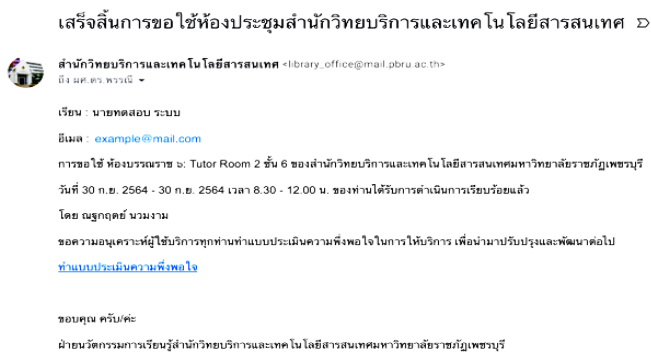 เสร็จสิ้นการขอใช้ห้องประชุมสำนักวิทยบริการและเทคโนโลยีสารสนเทศ
สำนักวิทยบริการและเทคโนโลยีสารสนเทศ <library_office@mail.pbru.ac.th>
ถึง ผศ.ดร.พรรณี
เรียน : นายทดสอบ ระบบ
อีเมล : example@mail.com
การขอใช้ ห้องบรรณราช ๖: Tutor Room 2 ชั้น 6 ของสำนักวิทยบริการและเทคโนโลยีสารสนเทศมหาวิทยาลัยราชภัฏเพชรบุรี
วันที่ 30 ก.ย. 2564 - 30 ก.ย. 2564 เวลา 8.30 - 12.00 น. ของท่านได้รับการดำเนินการเรียบร้อยแล้ว
โดย ณฐกฤตย์ นวมงาม
ขอความอนุเคราะห์ผู้ใช้บริการทุกท่านทำแบบประเมินความพึงพอใจในการให้บริการ เพื่อนำมาปรับปรุงและพัฒนาต่อไป
ทำแบบประเมินความพึงพอใจ
ขอบคุณ ครับ/ค่ะ
ฝ่ายนวัตกรรมการเรียนรู้สำนักวิทยบริการและเทคโนโลยีสารสนเทศมหาวิทยาลัยราชภัฏเพชรบุรี